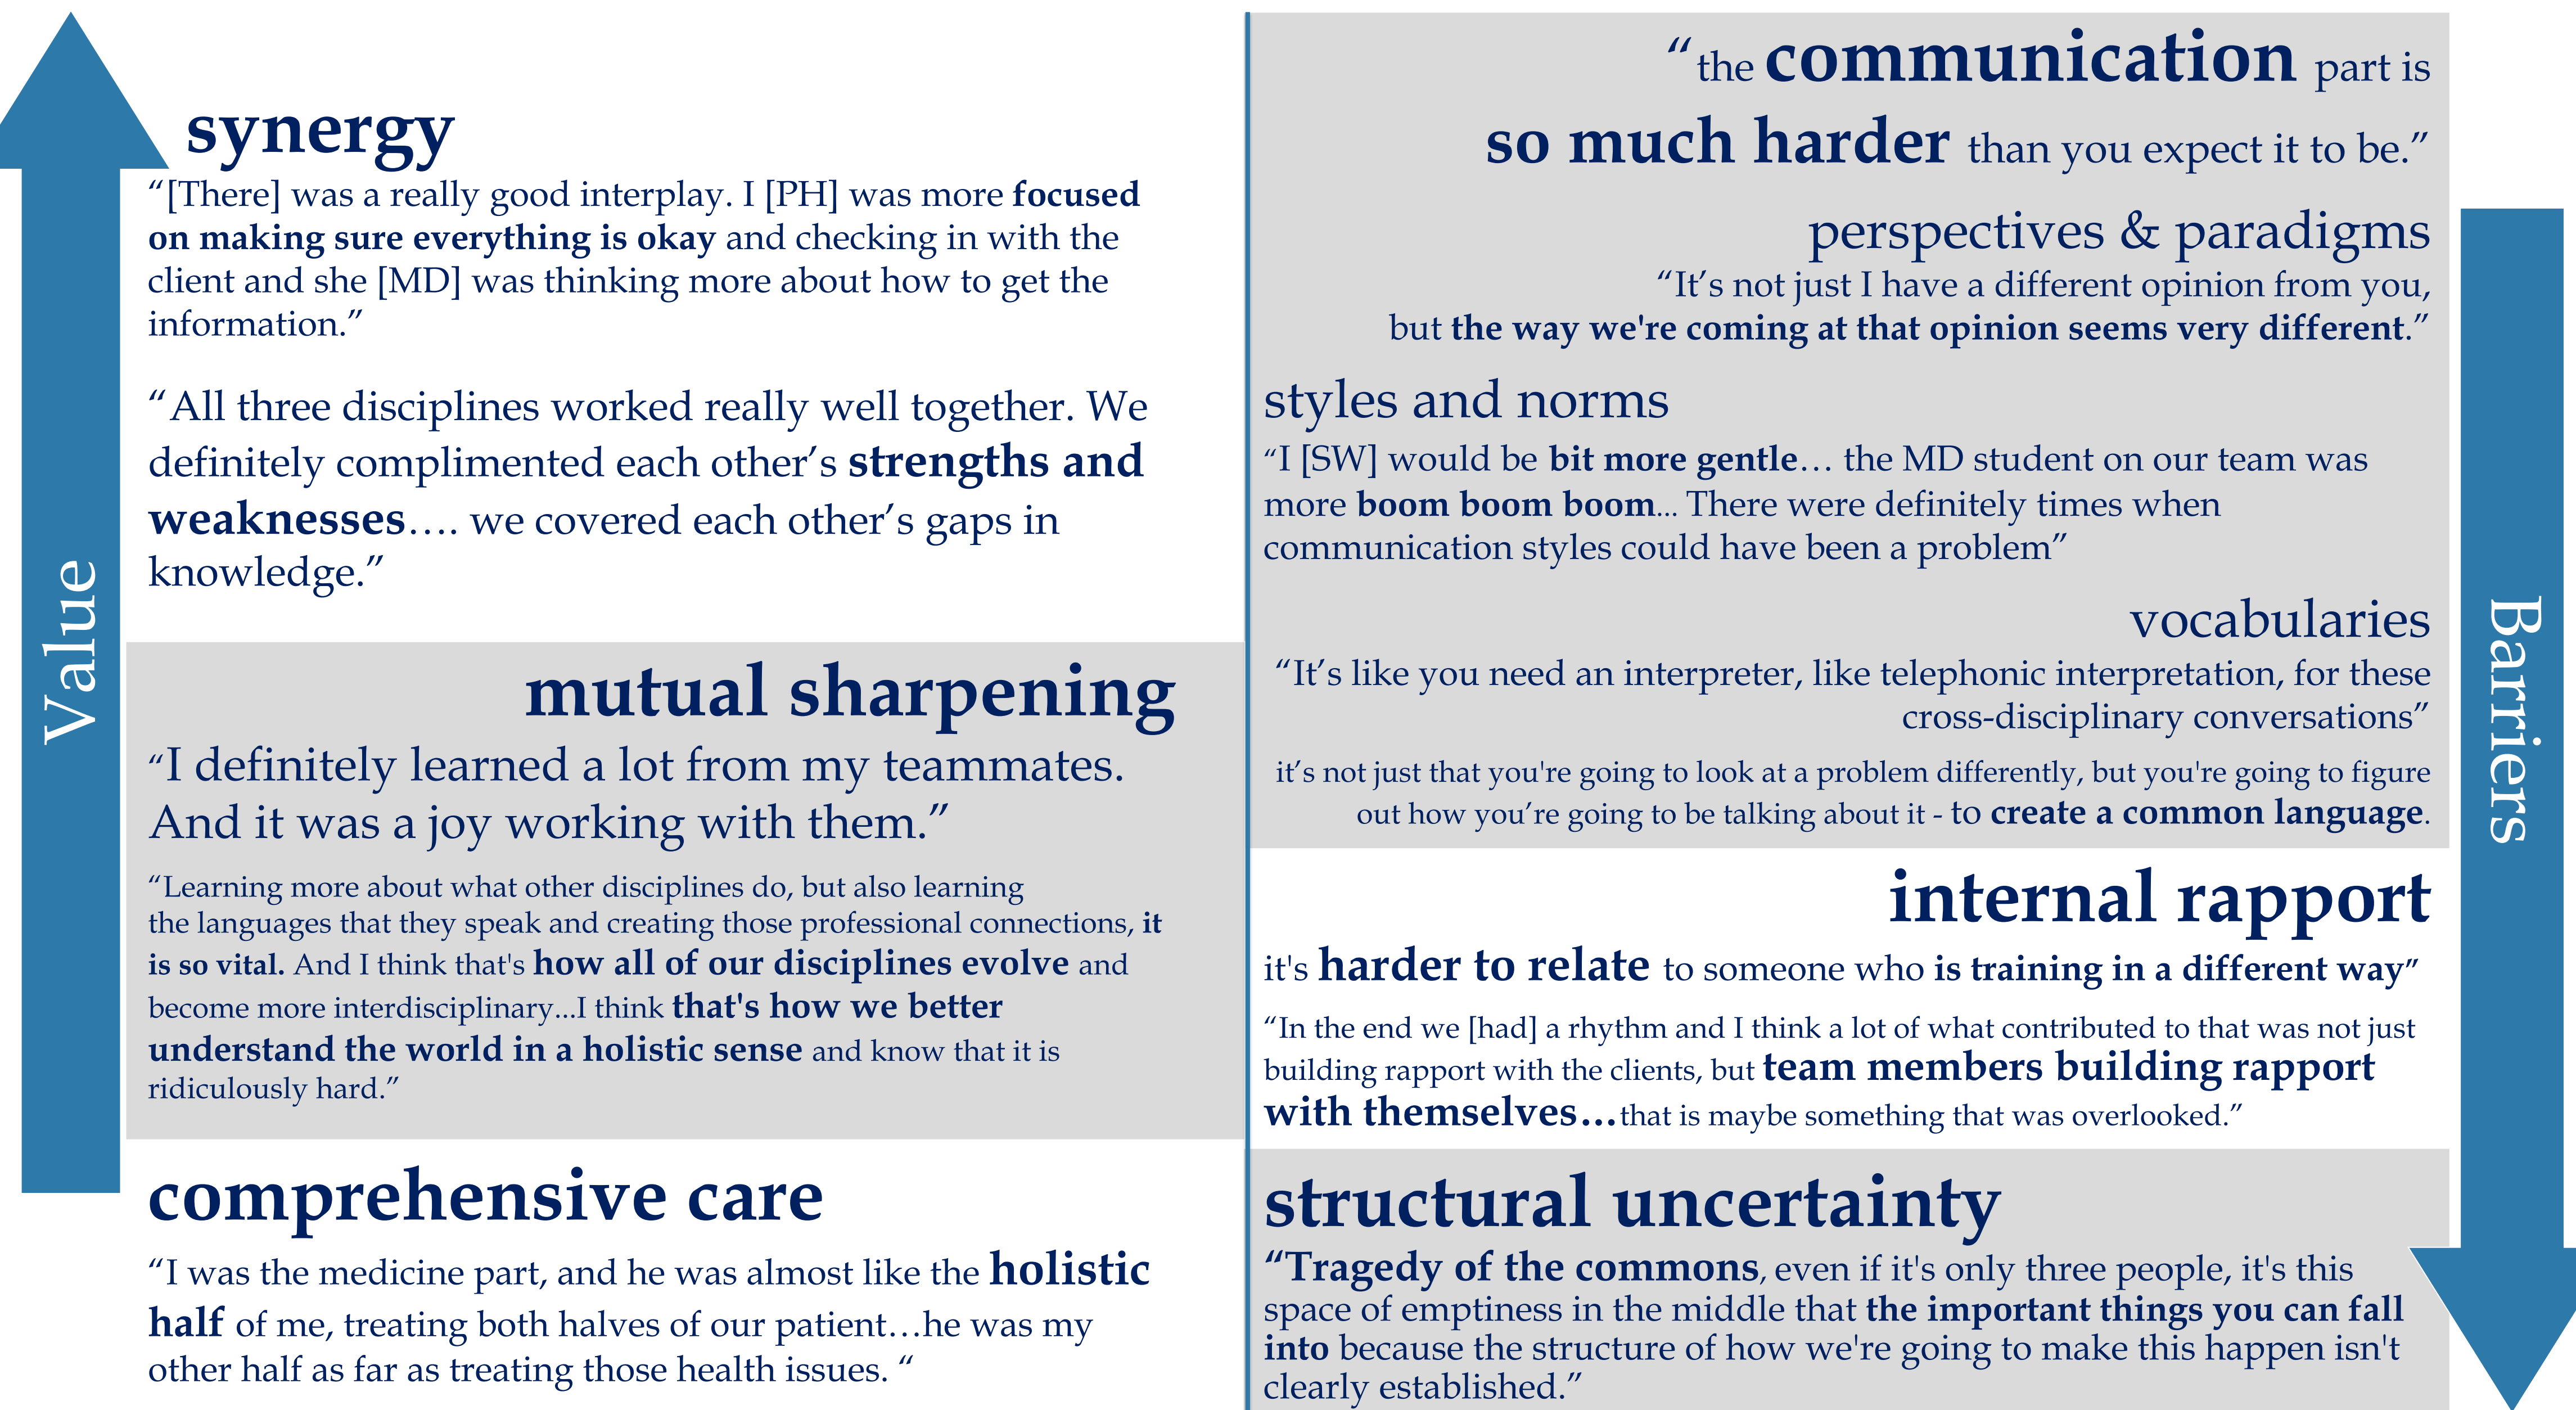 Value
synergy
“[There] was a really good interplay. I [PH] was more focused
on making sure everything is okay and checking in with the
client and she [MD] was thinking more about how to get the
information.”
“All three disciplines worked really well together. We
definitely complimented each other’s strengths and
weaknesses…. we covered each other’s gaps in
knowledge.”
mutual sharpening
“I definitely learned a lot from my teammates.
And it was a joy working with them.”
“Learning more about what other disciplines do, but also learning
the languages that they speak and creating those professional connections, it
is so vital. And I think that's how all of our disciplines evolve and
become more interdisciplinary...I think that's how we better
understand the world in a holistic sense and know that it is
ridiculously hard.”
comprehensive care
“I was the medicine part, and he was almost like the holistic
half of me, treating both halves of our patient…he was my
other half as far as treating those health issues. “
“the communication part is
so much harder than you expect it to be.”
perspectives & paradigms
“It’s not just I have a different opinion from you,
but the way we're coming at that opinion seems very different.”
styles and norms
“I [SW] would be bit more gentle… the MD student on our team was
more boom boom boom... There were definitely times when
communication styles could have been a problem”
vocabularies
“It’s like you need an interpreter, like telephonic interpretation, for these
cross-disciplinary conversations”
it’s not just that you're going to look at a problem differently, but you're going to figure
out how you’re going to be talking about it - to create a common language.
internal rapport
it's harder to relate to someone who is training in a different way”
“In the end we [had] a rhythm and I think a lot of what contributed to that was not just
building rapport with the clients, but team members building rapport
with themselves…that is maybe something that was overlooked.”
structural uncertainty
“Tragedy of the commons, even if it's only three people, it's this
space of emptiness in the middle that the important things you can fall
into because the structure of how we're going to make this happen isn't
clearly established.”
Barriers